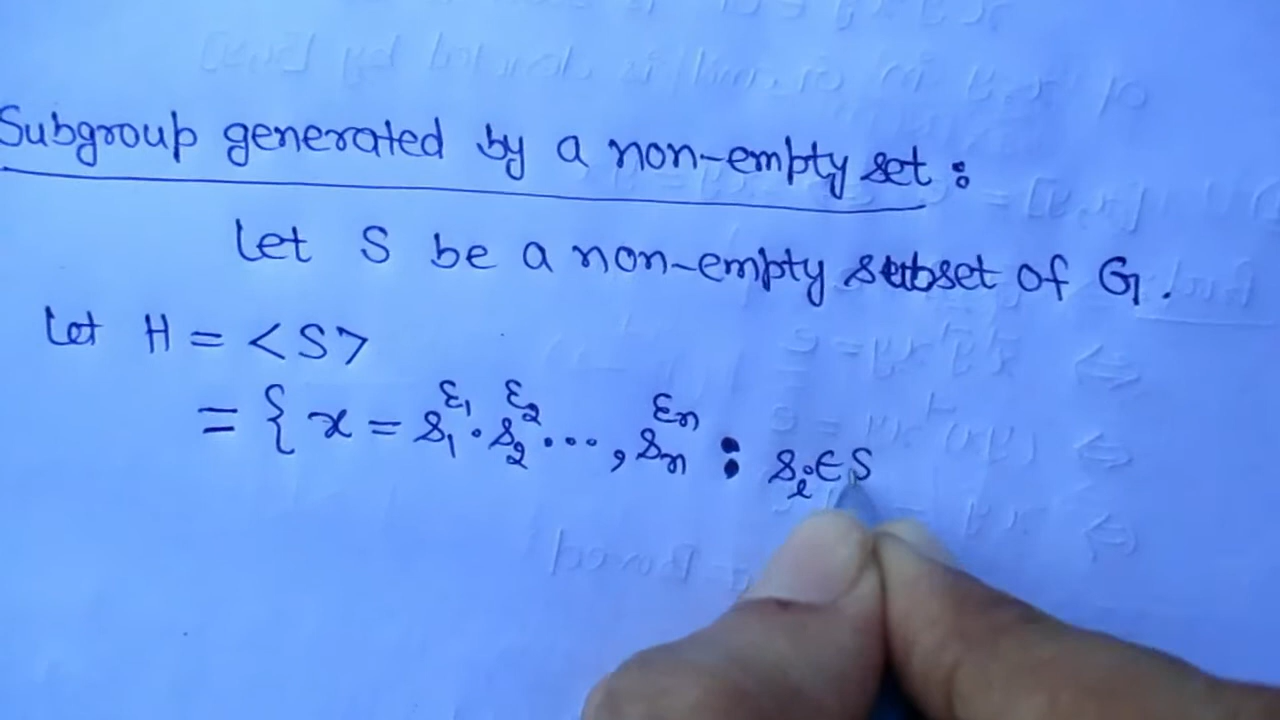 Subgroup generated by a non-empty set :
Let S be a non-empty subset of G.
Let H = <S>
= { x = s₁^ε₁ · s₂^ε₂ ... , sₙ^εₙ : sᵢ ∈ S